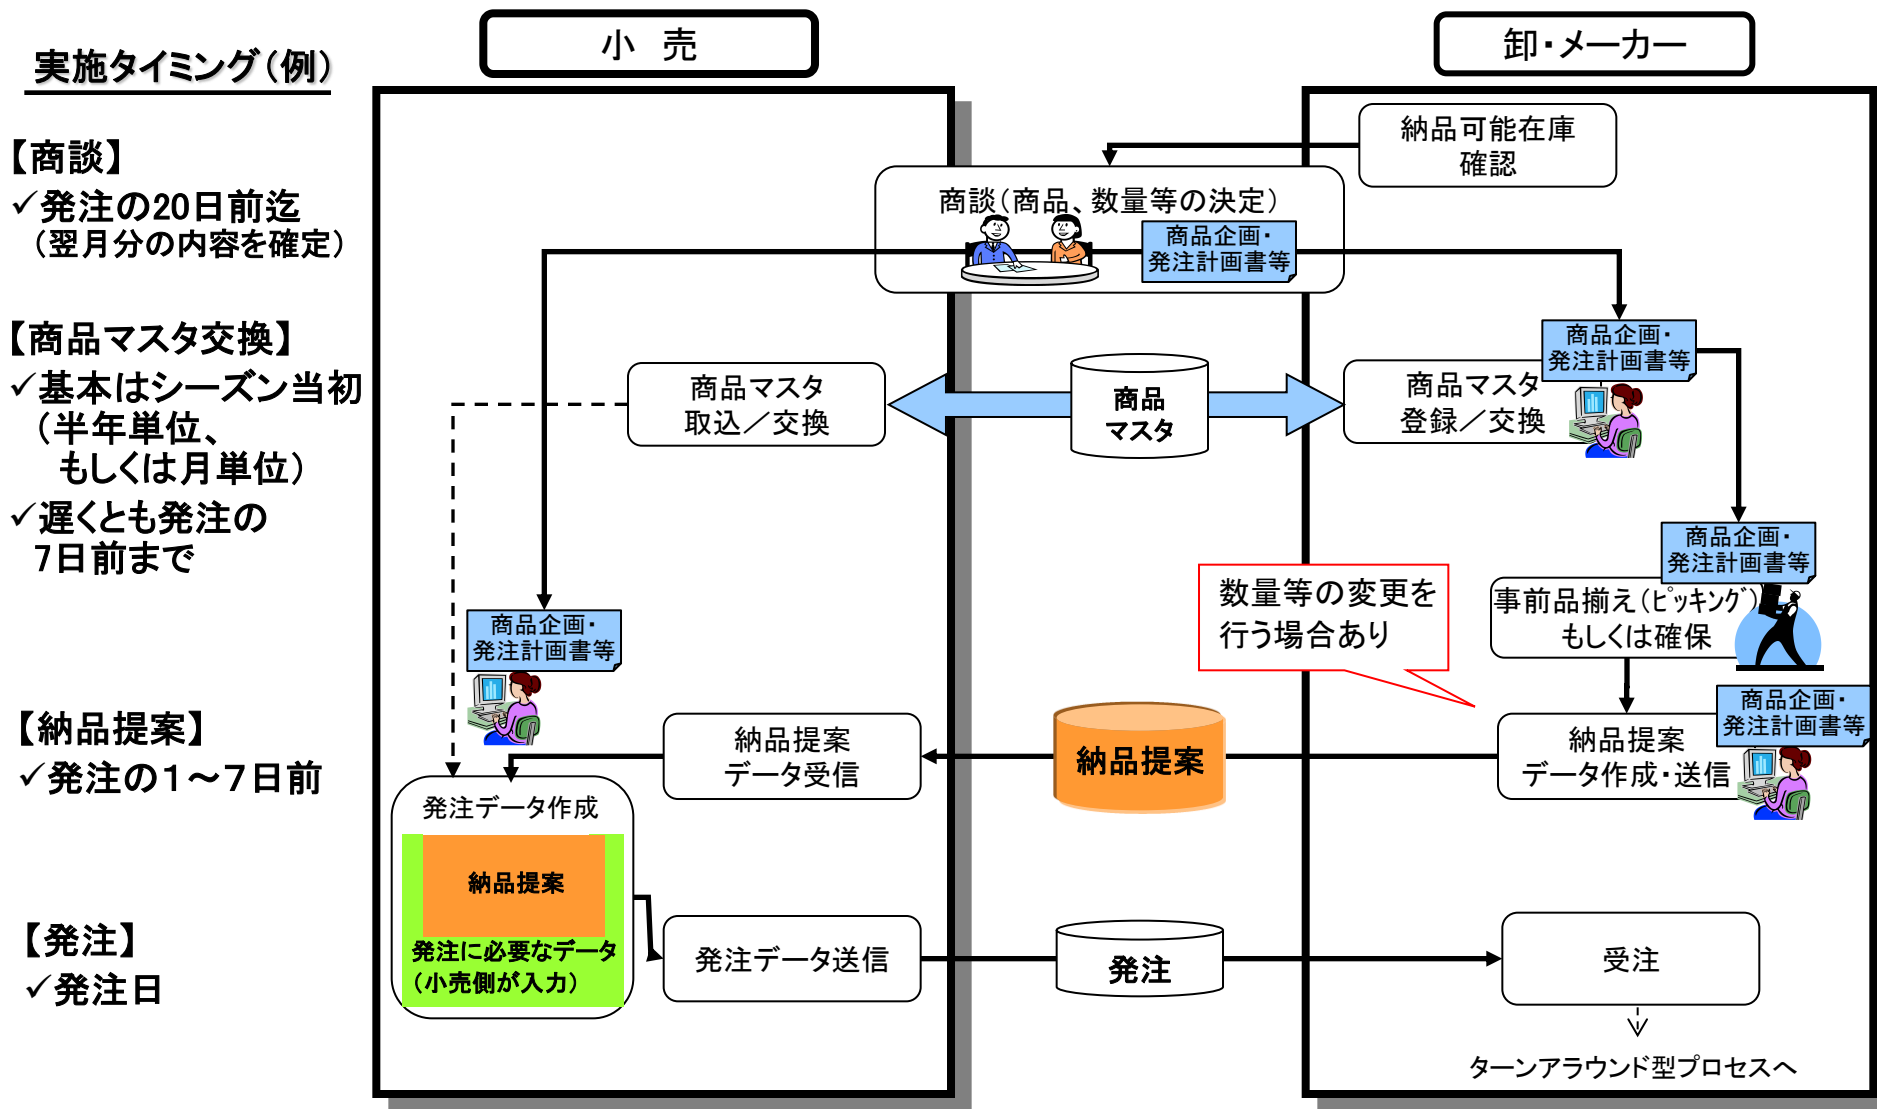 小　売
卸・メーカー
実施タイミング（例）
【商談】
✓発注の20日前迄
（翌月分の内容を確定）
【商品マスタ交換】
✓基本はシーズン当初
（半年単位、
もしくは月単位）
✓遅くとも発注の
7日前まで
【納品提案】
✓発注の１～７日前
【発注】
✓発注日
納品可能在庫
確認
商談（商品、数量等の決定）
商品企画・
発注計画書等
商品企画・
発注計画書等
商品マスタ
取込／交換
商品
マスタ
商品マスタ
登録／交換
商品企画・
発注計画書等
数量等の変更を
行う場合あり
事前品揃え（ﾋﾟｯｷﾝｸﾞ）
もしくは確保
商品企画・
発注計画書等
商品企画・
発注計画書等
納品提案
データ受信
納品提案
納品提案
データ作成・送信
発注データ作成
納品提案
発注に必要なデータ
（小売側が入力）
発注データ送信
発注
受注
ターンアラウンド型プロセスへ